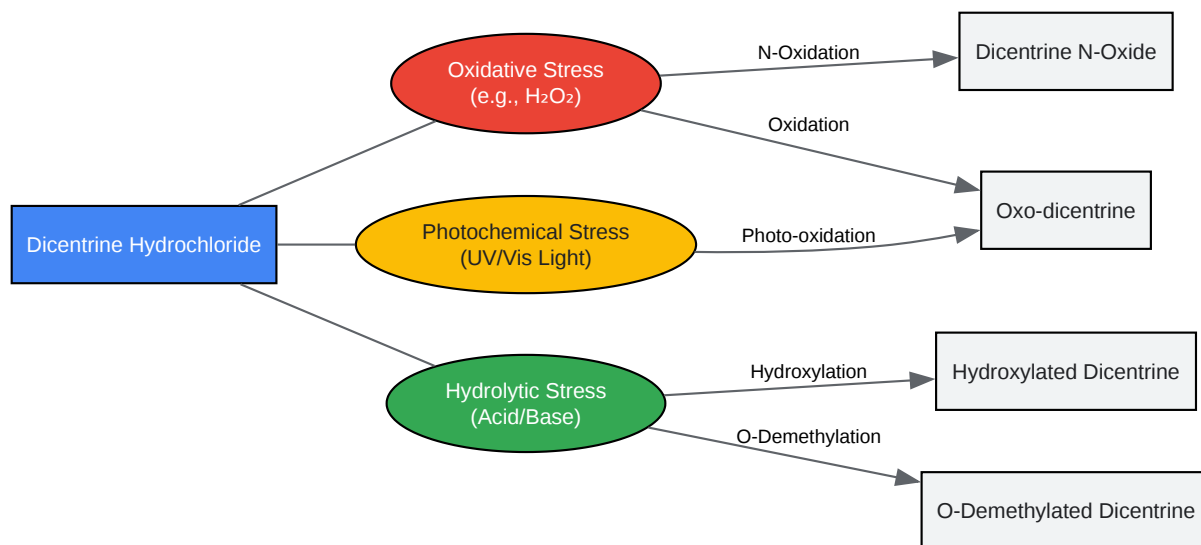 Dicentrine Hydrochloride
Oxidative Stress
(e.g., H₂O₂)
Photochemical Stress
(UV/Vis Light)
Hydrolytic Stress
(Acid/Base)
N-Oxidation
Oxidation
Photo-oxidation
Hydroxylation
O-Demethylation
Dicentrine N-Oxide
Oxo-dicentrine
Hydroxylated Dicentrine
O-Demethylated Dicentrine